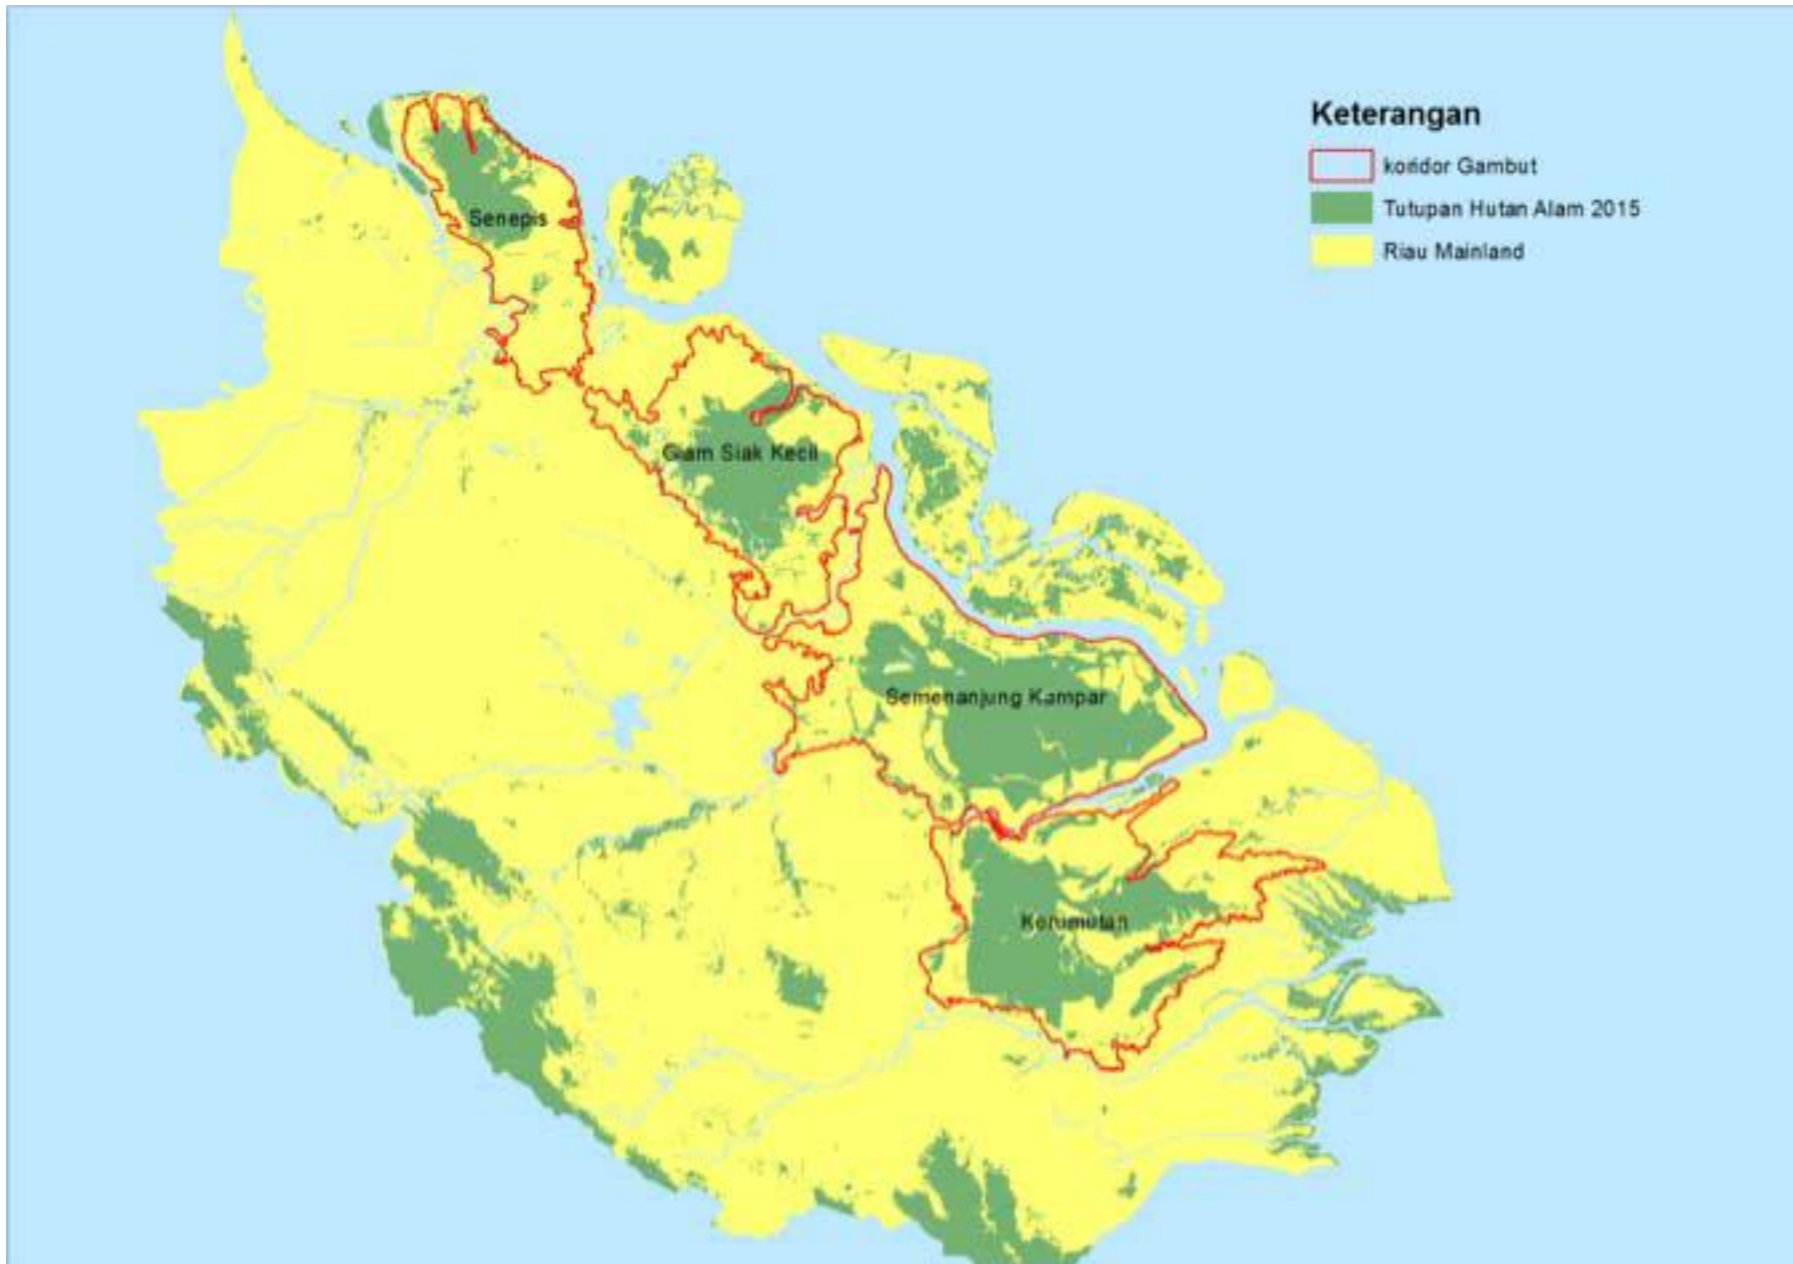 Keterangan
koridor Gambut
Tutupan Hutan Alam 2015
Riau Mainland
Senepis
Giam Siak Kecil
Semenanjung Kampar
Kerumutan